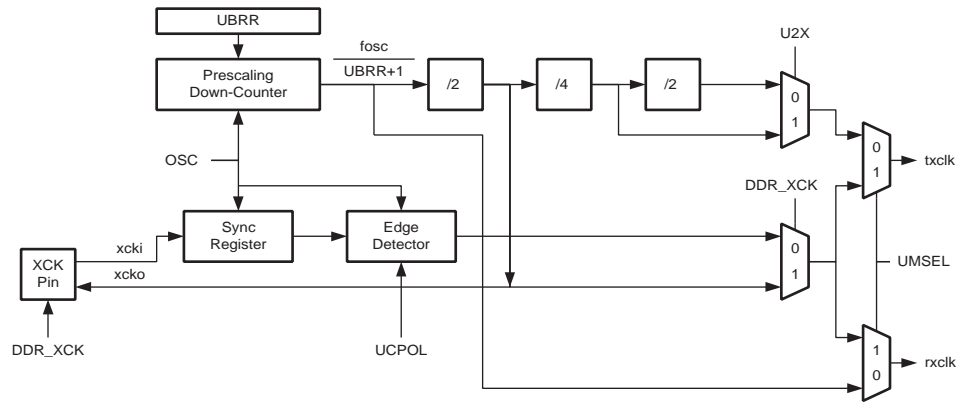 UBRR
fosc
U2X
Prescaling
Down-Counter
UBRR+1
/2
/4
/2
0
1
OSC
0
1
txclk
DDR_XCK
xcki
Sync
Register
Edge
Detector
0
1
XCK
Pin
xcko
UMSEL
DDR_XCK
UCPOL
1
0
rxclk